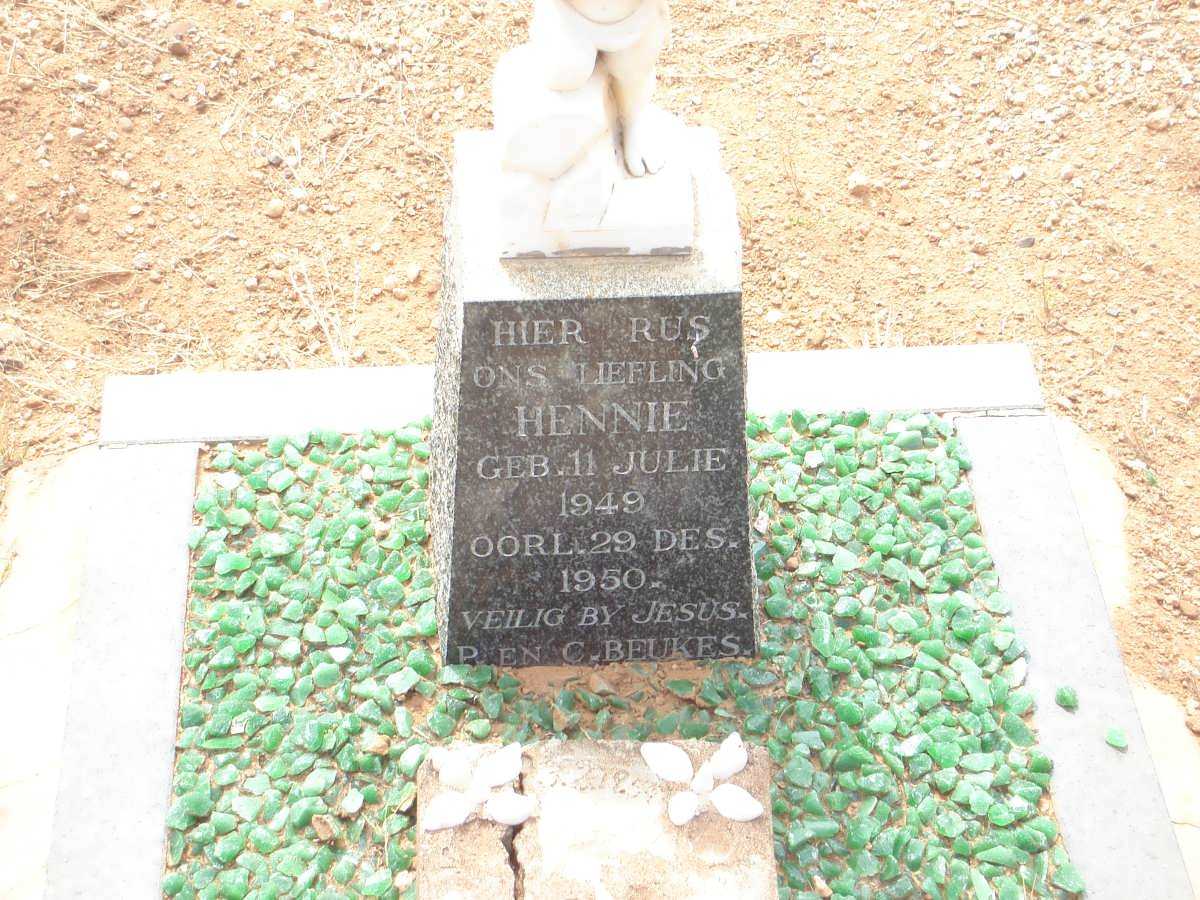 HIER RUS
ONS LIEFLING
HENNIE
GEB. 11 JULIE
1949
OORL. 29 DES.
1950.
VEILIG BY JESUS.
P. EN C. BEUKES.